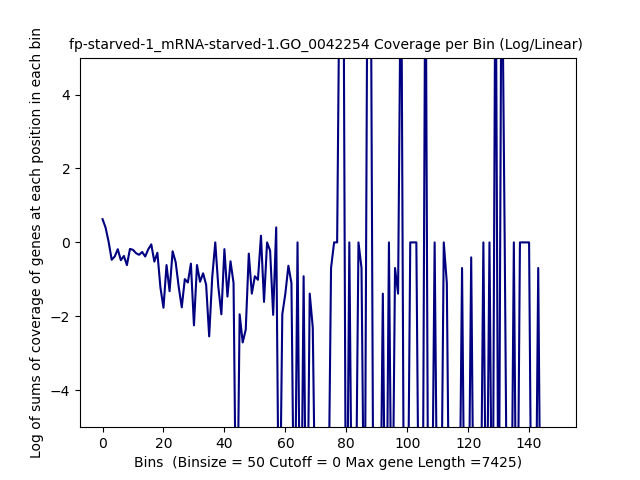 fp-starved-1_mRNA-starved-1.GO_0042254 Coverage per Bin (Log/Linear)
Log of sums of coverage of genes at each position in each bin
4
2
0
−2
−4
0 20 40 60 80 100 120 140
Bins  (Binsize = 50 Cutoff = 0 Max gene Length =7425)